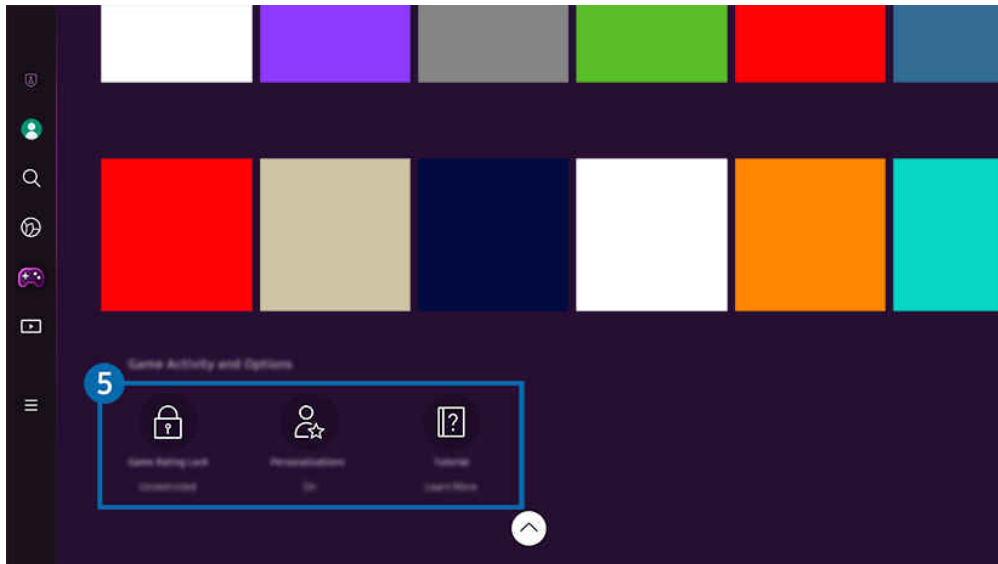 Game Activity and Options
5
Game Rating Lock
Personalizations
Tutorial
Unrestricted
On
Learn More